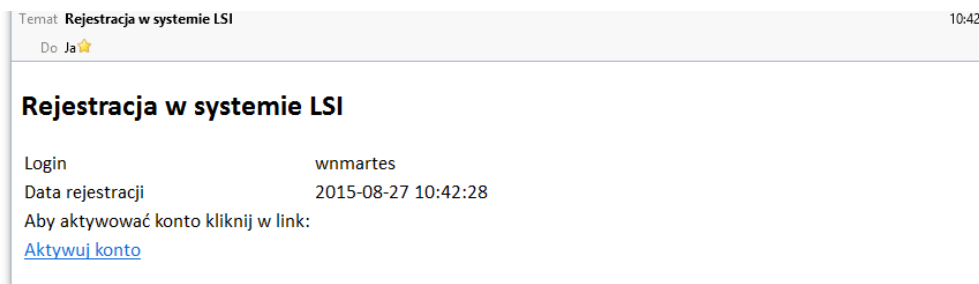 Temat Rejestracja w systemie LSI 10:42
Do Ja
Rejestracja w systemie LSI
Login wnmartes
Data rejestracji 2015-08-27 10:42:28
Aby aktywować konto kliknij w link:
Aktywuj konto